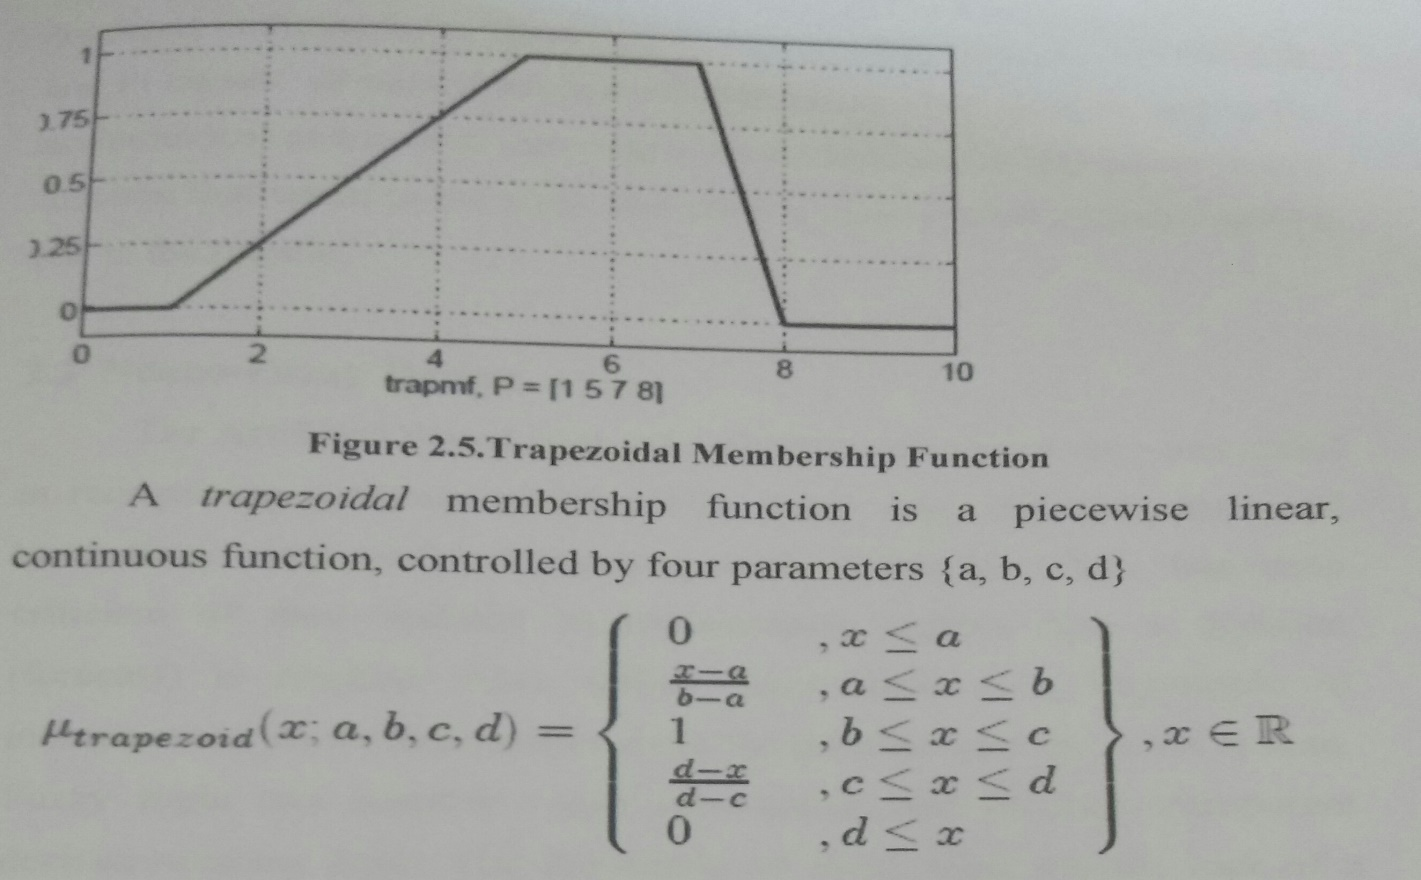 1
0.75
0.5
0.25
0
0 2 4 6 8 10
trapmf, P = [1 5 7 8]
Figure 2.5.Trapezoidal Membership Function
A trapezoidal membership function is a piecewise linear,
continuous function, controlled by four parameters {a, b, c, d}
0 , x ≤ a
x−a / b−a , a ≤ x ≤ b
μtrapezoid(x; a, b, c, d) = { 1 , b ≤ x ≤ c } , x ∈ ℝ
d−x / d−c , c ≤ x ≤ d
0 , d ≤ x